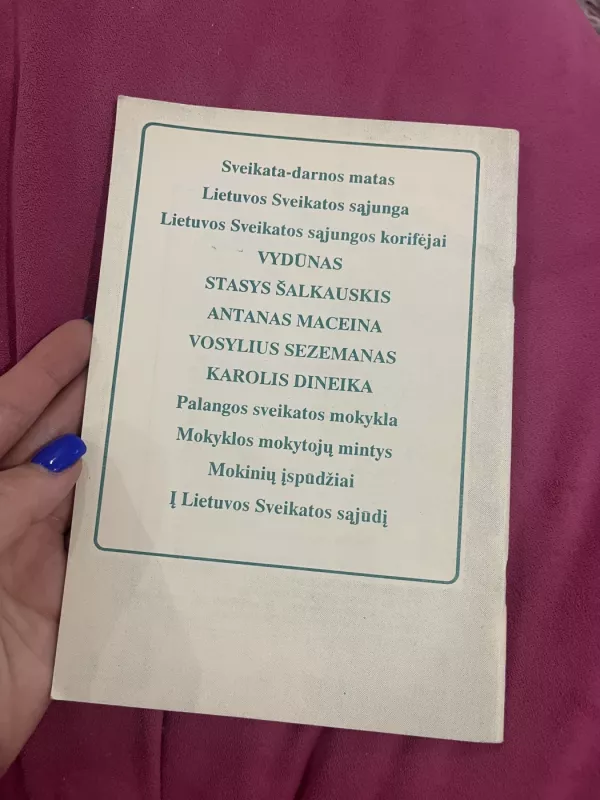 Sveikata-darnos matas
Lietuvos Sveikatos sąjunga
Lietuvos Sveikatos sąjungos korifėjai
VYDŪNAS
STASYS ŠALKAUSKIS
ANTANAS MACEINA
VOSYLIUS SEZEMANAS
KAROLIS DINEIKA
Palangos sveikatos mokykla
Mokyklos mokytojų mintys
Mokinių įspūdžiai
Į Lietuvos Sveikatos sąjūdį